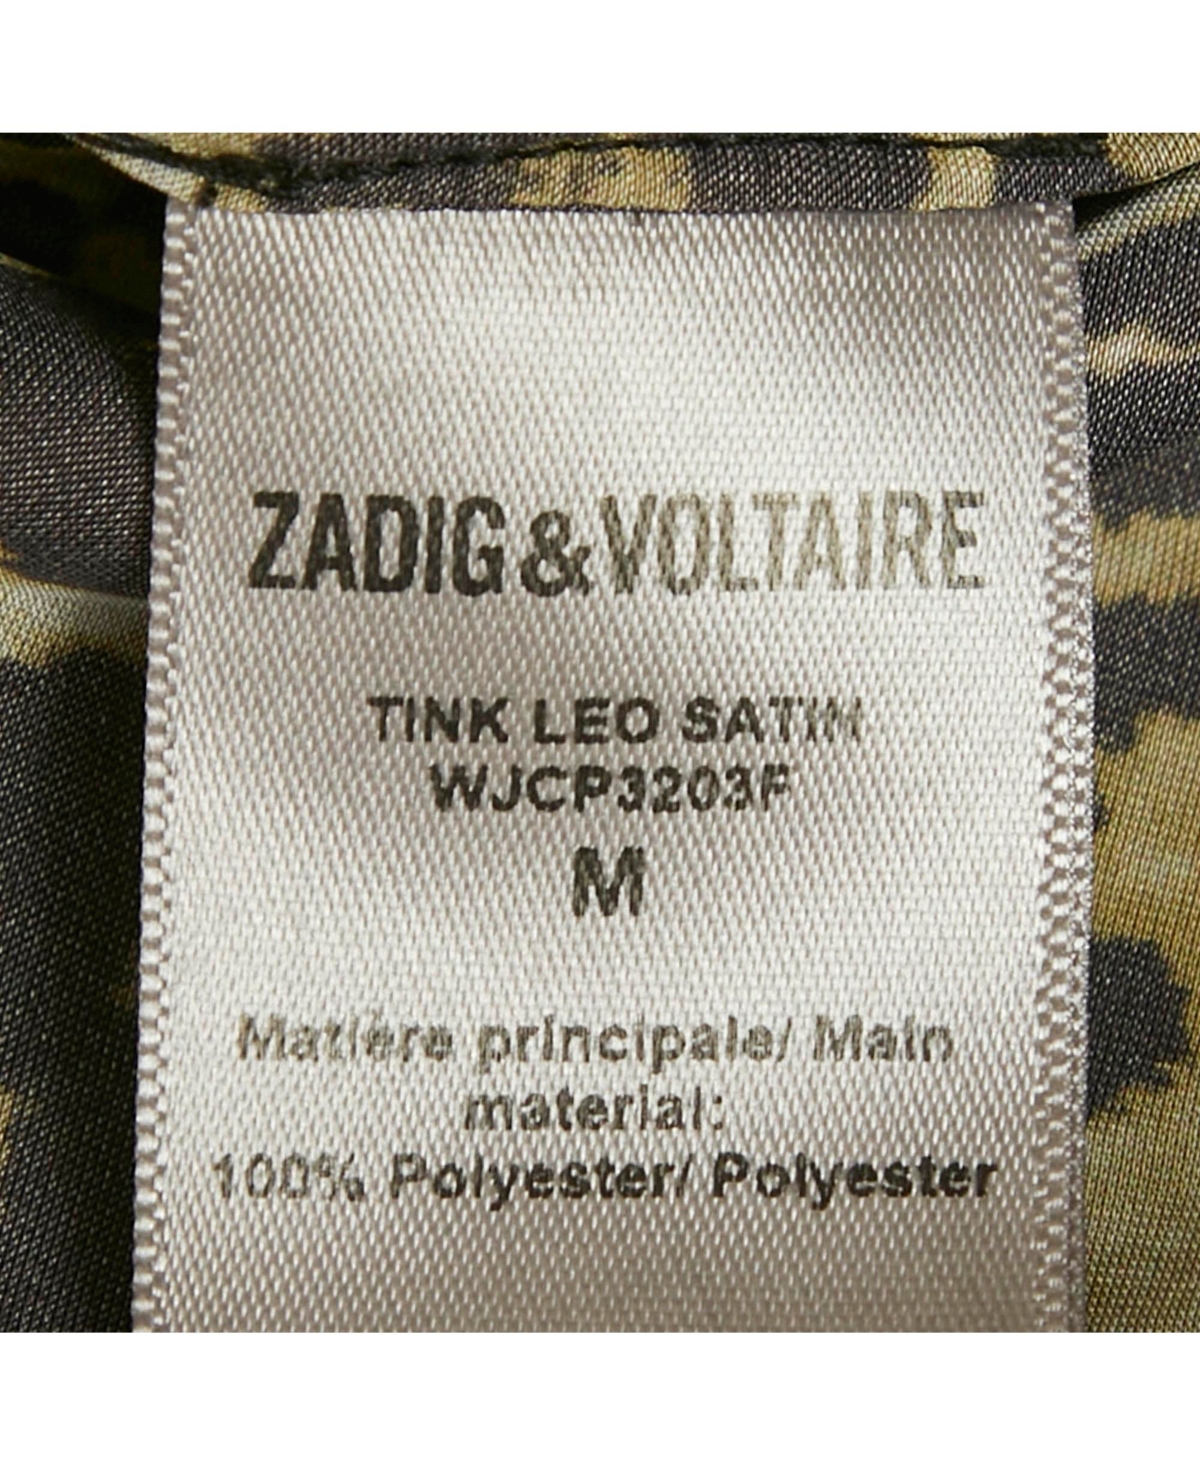 ZADIG&VOLTAIRE
TINK LEO SATIN
WJCP3203F
M
Matière principale/ Main
material:
100% Polyester/ Polyester